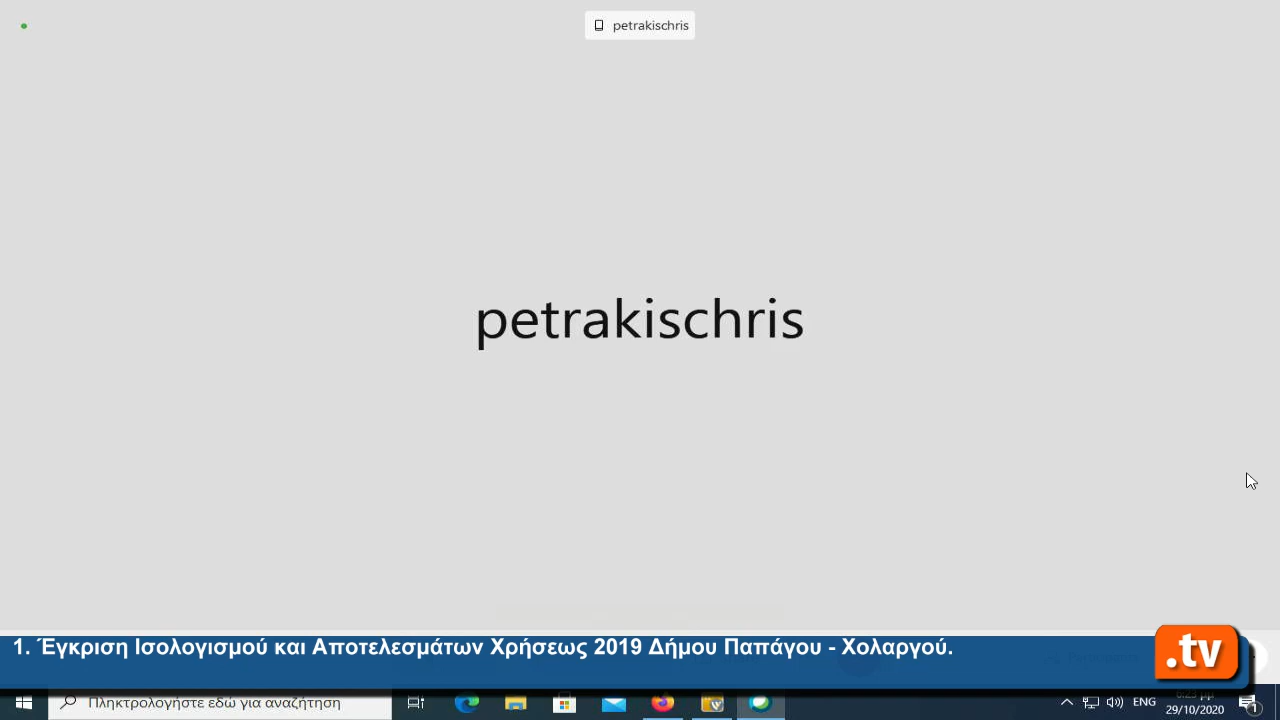 petrakischris
petrakischris
1. Έγκριση Ισολογισμού και Αποτελεσμάτων Χρήσεως 2019 Δήμου Παπάγου - Χολαργού.
.tv
Πληκτρολογήστε εδώ για αναζήτηση
ENG
29/10/2020
1